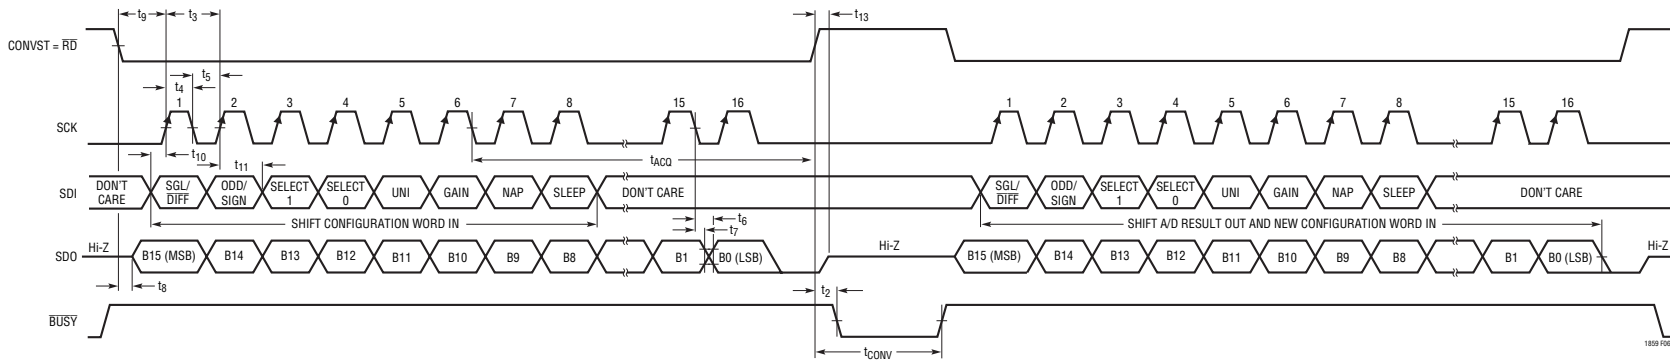 t9 t3 t13
CONVST = RD
t4 t5
1 2 3 4 5 6 7 8 15 16 1 2 3 4 5 6 7 8 15 16
SCK
t10 t11 tACQ
SDI DON'T CARE SGL/DIFF ODD/SIGN SELECT 1 SELECT 0 UNI GAIN NAP SLEEP DON'T CARE SGL/DIFF ODD/SIGN SELECT 1 SELECT 0 UNI GAIN NAP SLEEP DON'T CARE
SHIFT CONFIGURATION WORD IN t6 SHIFT A/D RESULT OUT AND NEW CONFIGURATION WORD IN
t7
SDO Hi-Z B15 (MSB) B14 B13 B12 B11 B10 B9 B8 B1 B0 (LSB) Hi-Z B15 (MSB) B14 B13 B12 B11 B10 B9 B8 B1 B0 (LSB) Hi-Z
t8 t2
BUSY
tCONV
1859 F06